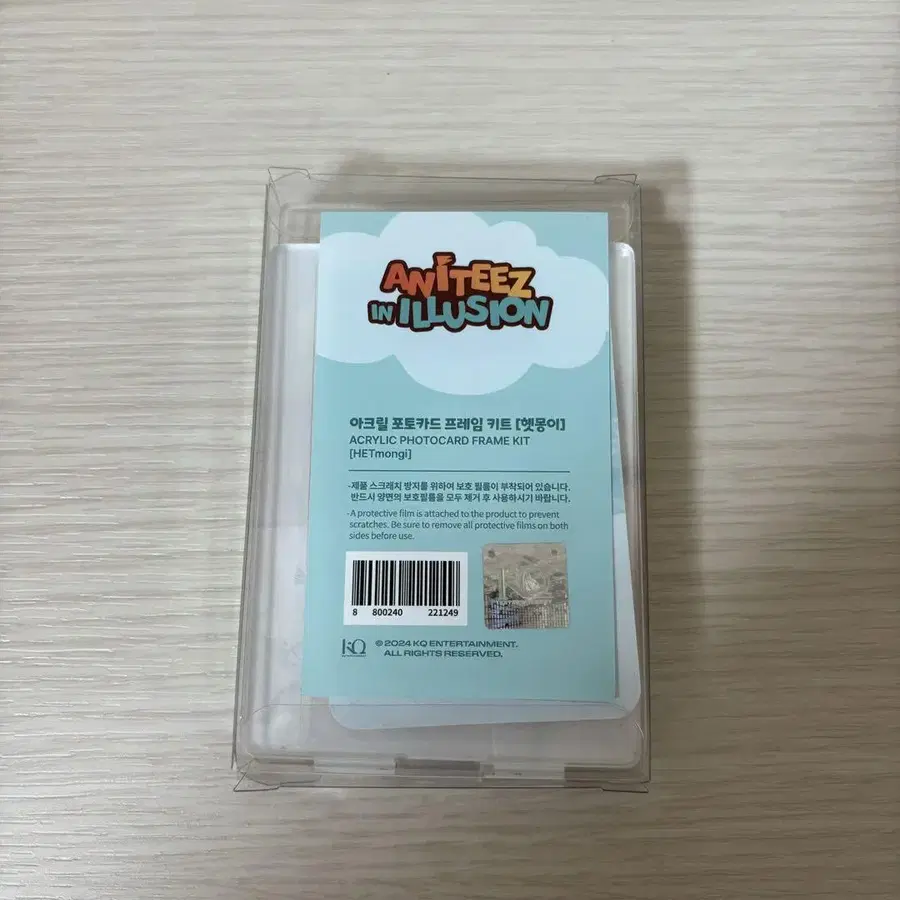 ANITEEZ
IN ILLUSION
아크릴 포토카드 프레임 키트 [헷몽이]
ACRYLIC PHOTOCARD FRAME KIT
[HETmongi]
-제품 스크래치 방지를 위하여 보호 필름이 부착되어 있습니다.
반드시 양면의 보호필름을 모두 제거 후 사용하시기 바랍니다.
-A protective film is attached to the product to prevent
scratches. Be sure to remove all protective films on both
sides before use.
8 800240 221249
KQ
© 2024 KQ ENTERTAINMENT.
ALL RIGHTS RESERVED.